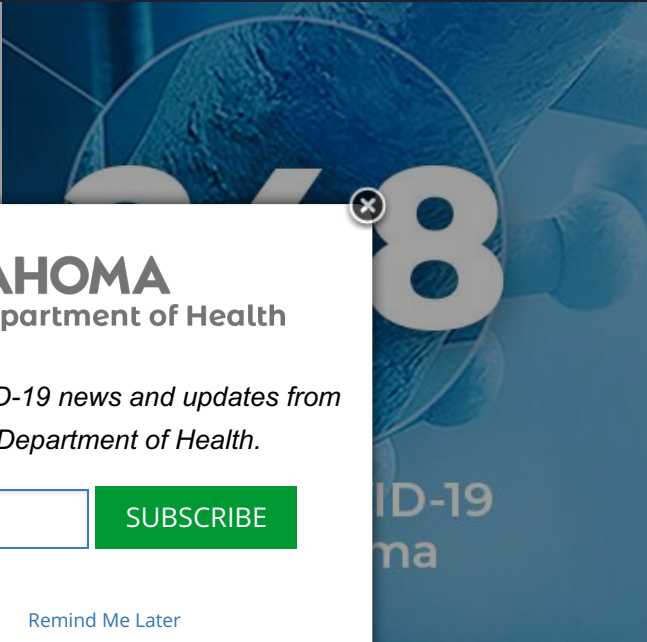 8
AHOMA
partment of Health
D-19 news and updates from
Department of Health.
SUBSCRIBE
ID-19
ma
Remind Me Later